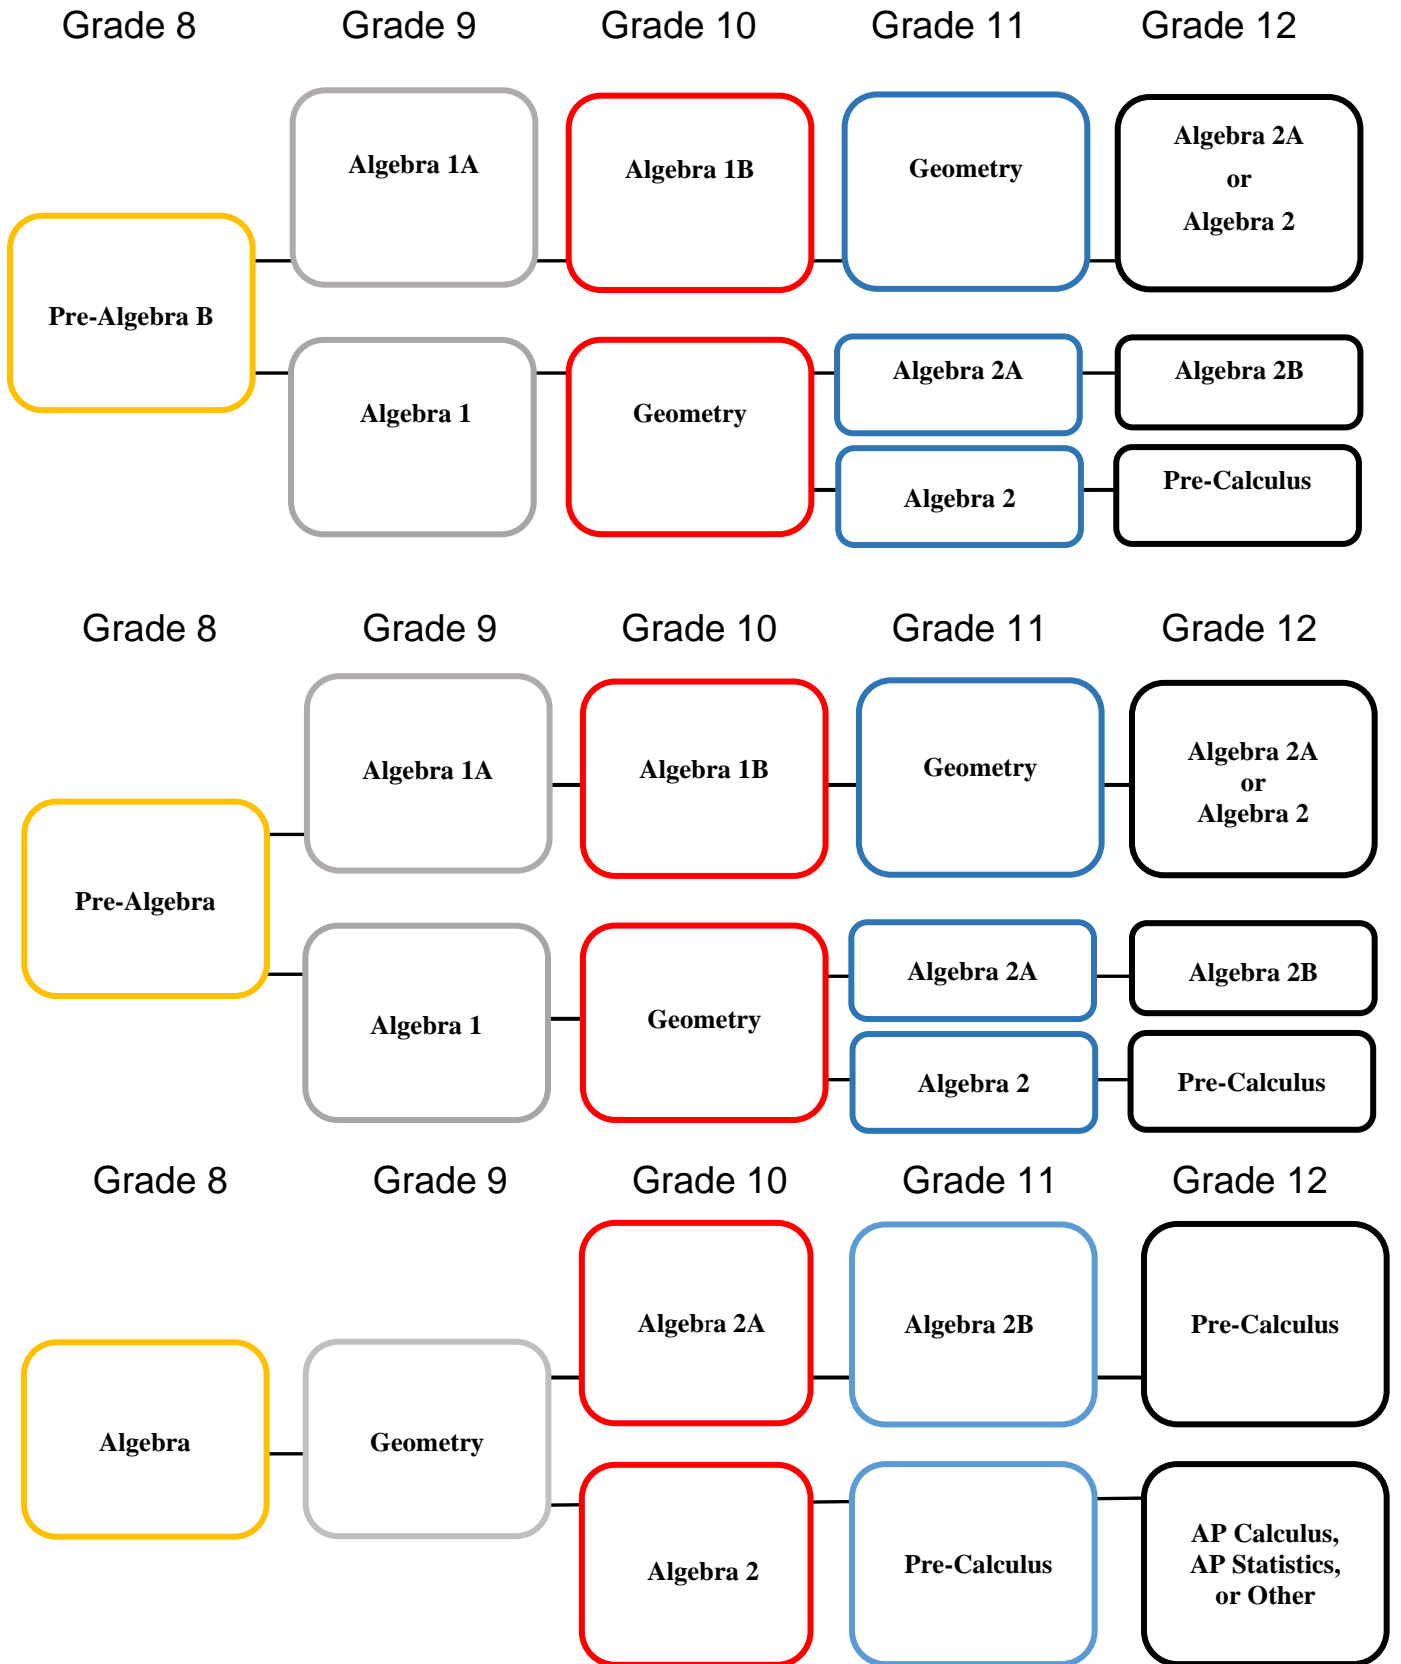 Grade 8 Grade 9 Grade 10 Grade 11 Grade 12
Algebra 1A
Algebra 1B
Geometry
Algebra 2A
or
Algebra 2
Pre-Algebra B
Algebra 1
Geometry
Algebra 2A
Algebra 2B
Algebra 2
Pre-Calculus
Grade 8 Grade 9 Grade 10 Grade 11 Grade 12
Algebra 1A
Algebra 1B
Geometry
Algebra 2A
or
Algebra 2
Pre-Algebra
Algebra 1
Geometry
Algebra 2A
Algebra 2B
Algebra 2
Pre-Calculus
Grade 8 Grade 9 Grade 10 Grade 11 Grade 12
Algebra 2A
Algebra 2B
Pre-Calculus
Algebra
Geometry
Algebra 2
Pre-Calculus
AP Calculus,
AP Statistics,
or Other